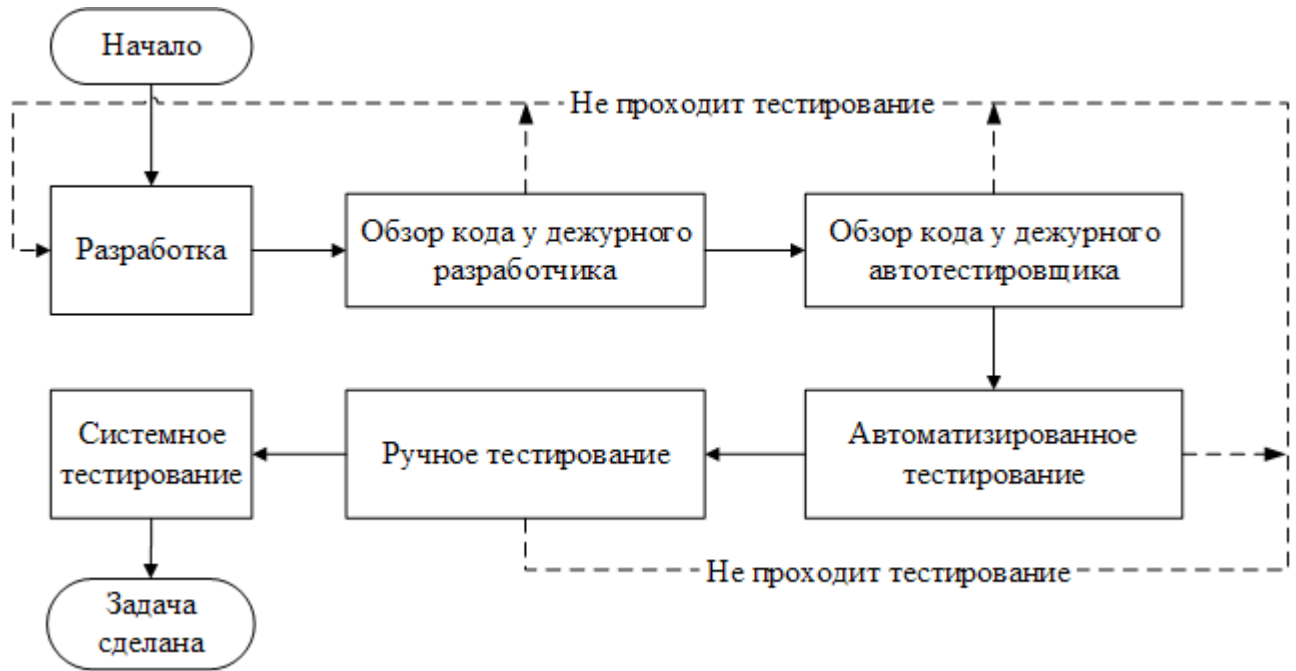 Начало
Не проходит тестирование
Разработка
Обзор кода у дежурного
разработчика
Обзор кода у дежурного
автотестировщика
Системное
тестирование
Ручное тестирование
Автоматизированное
тестирование
Не проходит тестирование
Задача
сделана